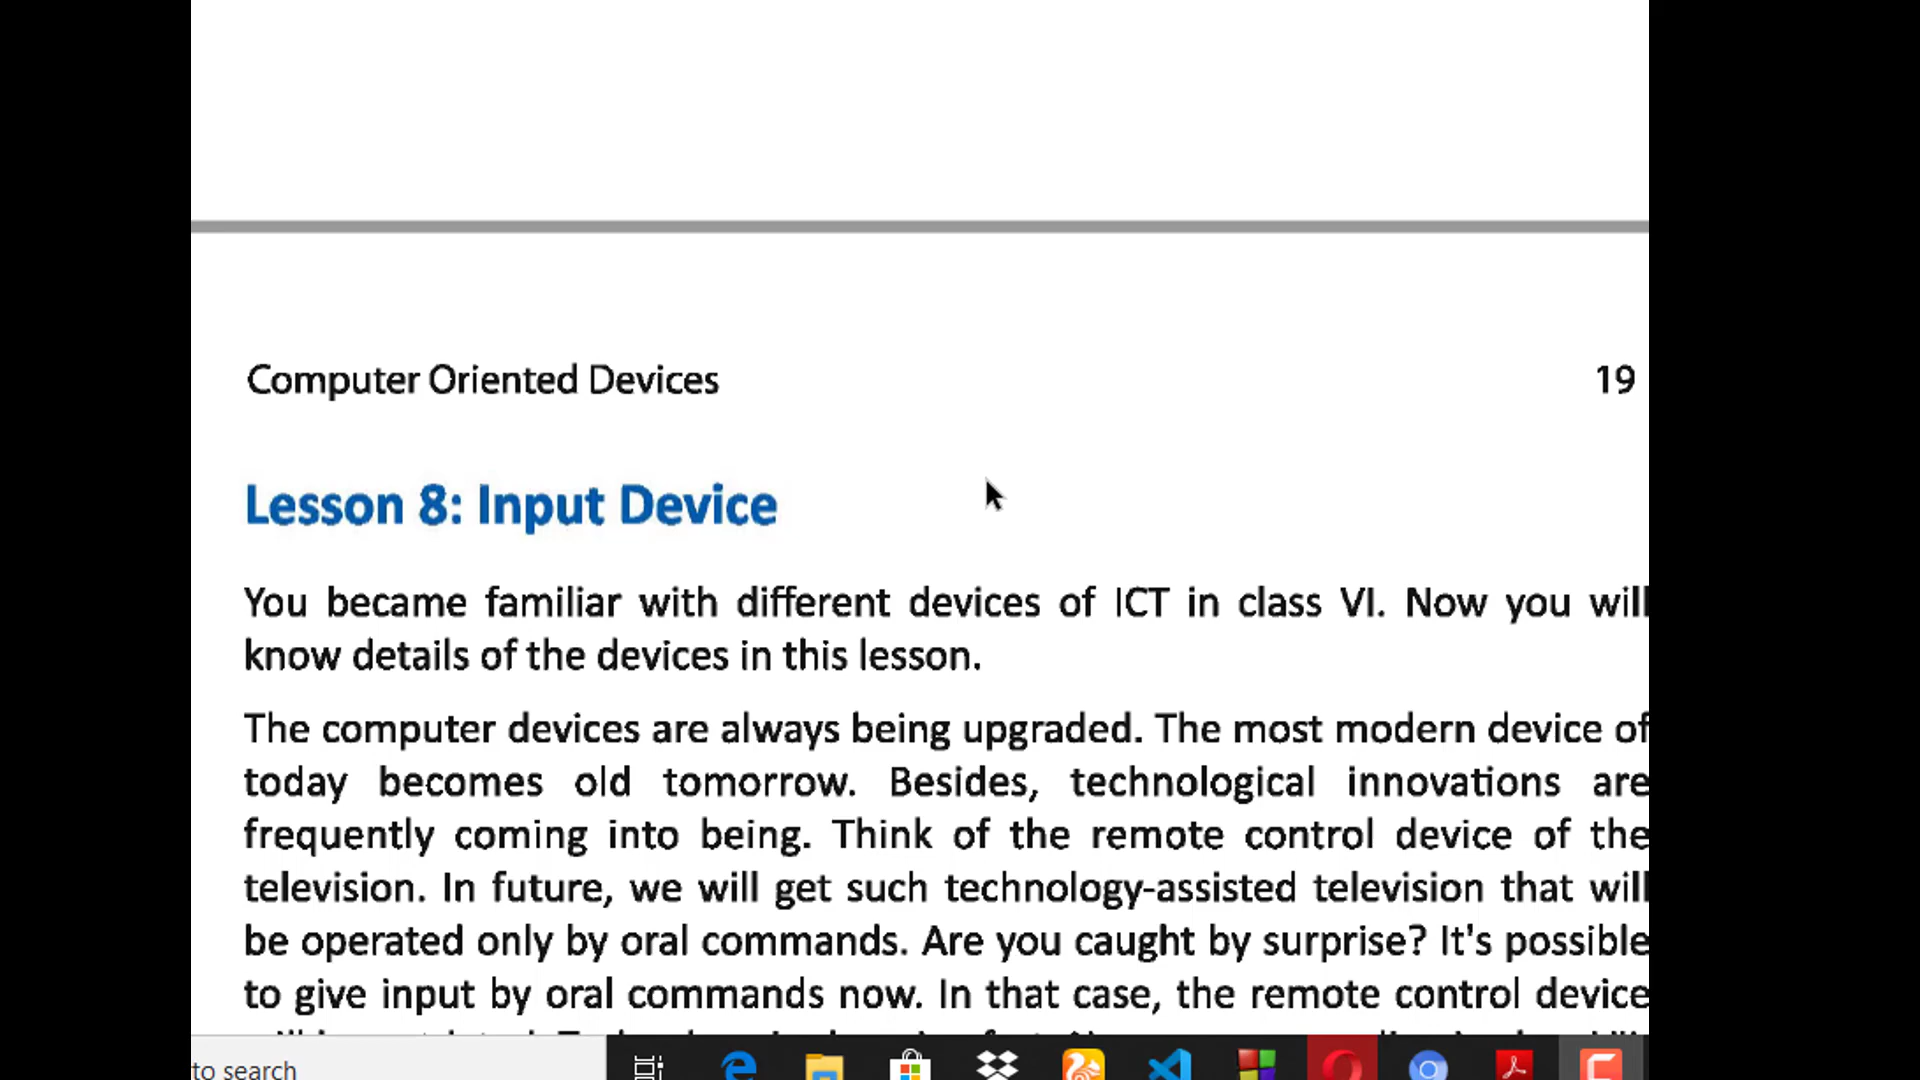 Computer Oriented Devices 19
Lesson 8: Input Device
You became familiar with different devices of ICT in class VI. Now you will
know details of the devices in this lesson.
The computer devices are always being upgraded. The most modern device of
today becomes old tomorrow. Besides, technological innovations are
frequently coming into being. Think of the remote control device of the
television. In future, we will get such technology-assisted television that will
be operated only by oral commands. Are you caught by surprise? It's possible
to give input by oral commands now. In that case, the remote control device
to search